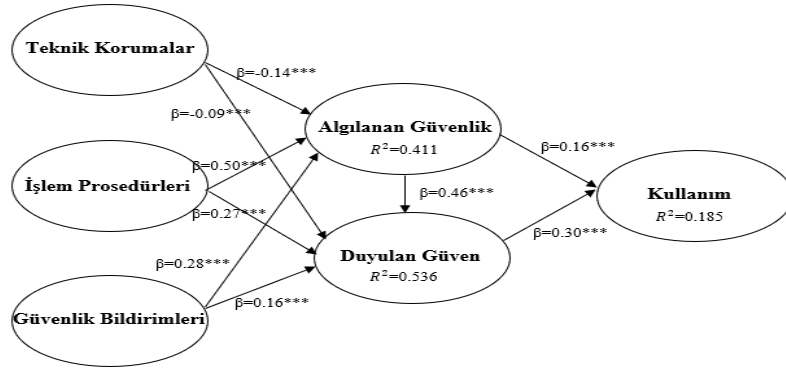 Teknik Korumalar
β=-0.14***
β=-0.09***
Algılanan Güvenlik
R²=0.411
β=0.16***
β=0.50***
İşlem Prosedürleri
Kullanım
R²=0.185
β=0.46***
β=0.27***
β=0.30***
Duyulan Güven
R²=0.536
β=0.28***
β=0.16***
Güvenlik Bildirimleri